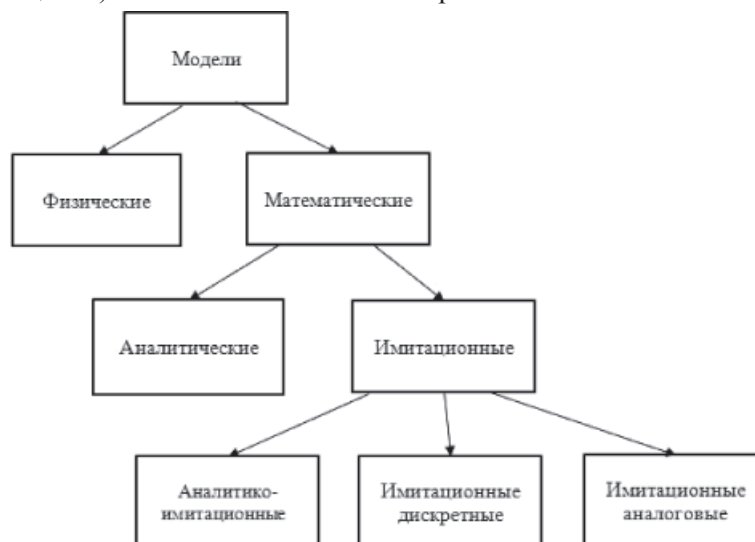 Модели
Физические
Математические
Аналитические
Имитационные
Аналитико-
имитационные
Имитационные
дискретные
Имитационные
аналоговые